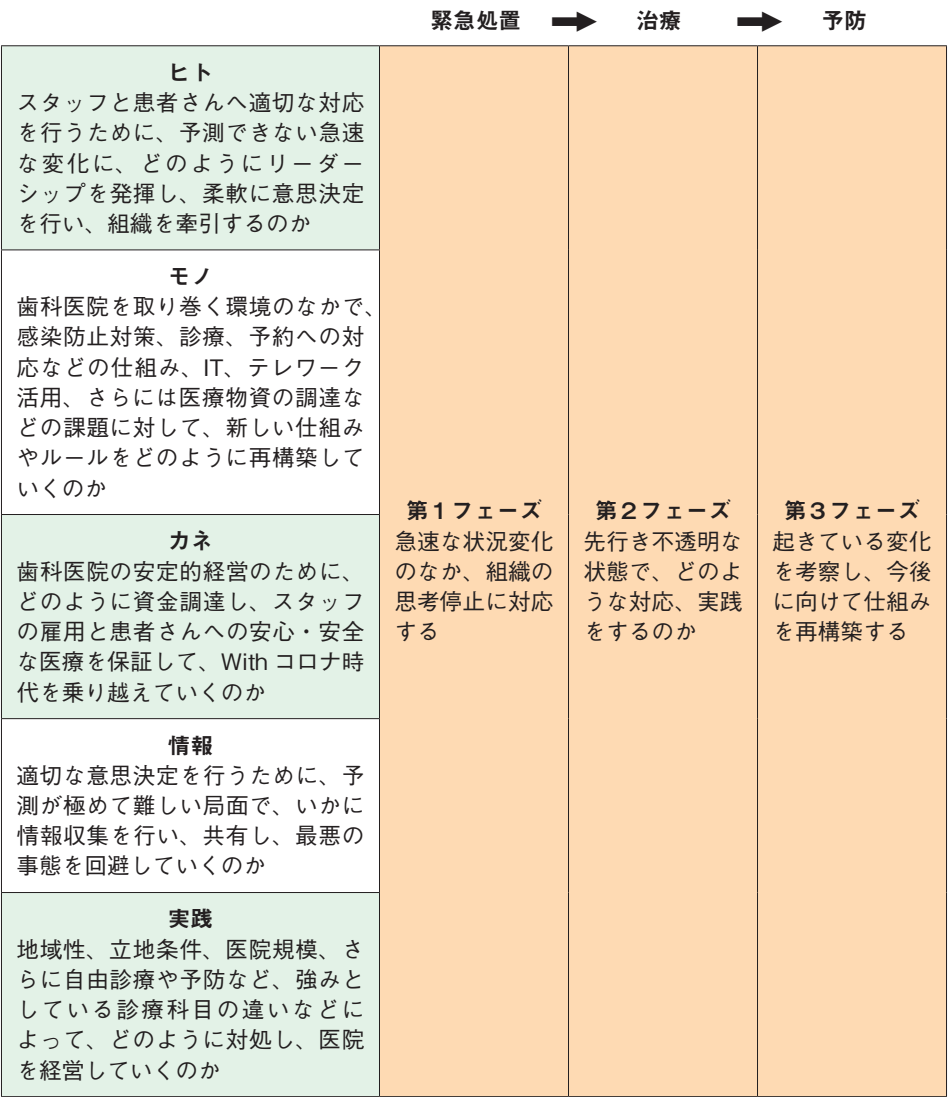 緊急処置 ➡ 治療 ➡ 予防
ヒト
スタッフと患者さんへ適切な対応
を行うために、予測できない急速
な変化に、どのようにリーダー
シップを発揮し、柔軟に意思決定
を行い、組織を牽引するのか
モノ
歯科医院を取り巻く環境のなかで、
感染防止対策、診療、予約への対
応などの仕組み、IT、テレワーク
活用、さらには医療物資の調達な
どの課題に対して、新しい仕組み
やルールをどのように再構築して
いくのか
カネ
歯科医院の安定的経営のために、
どのように資金調達し、スタッフ
の雇用と患者さんへの安心・安全
な医療を保証して、With コロナ時
代を乗り越えていくのか
情報
適切な意思決定を行うために、予
測が極めて難しい局面で、いかに
情報収集を行い、共有し、最悪の
事態を回避していくのか
実践
地域性、立地条件、医院規模、さ
らに自由診療や予防など、強みと
している診療科目の違いなどに
よって、どのように対処し、医院
を経営していくのか
第1フェーズ
急速な状況変化
のなか、組織の
思考停止に対応
する
第2フェーズ
先行き不透明な
状態で、どのよ
うな対応、実践
をするのか
第3フェーズ
起きている変化
を考察し、今後
に向けて仕組み
を再構築する